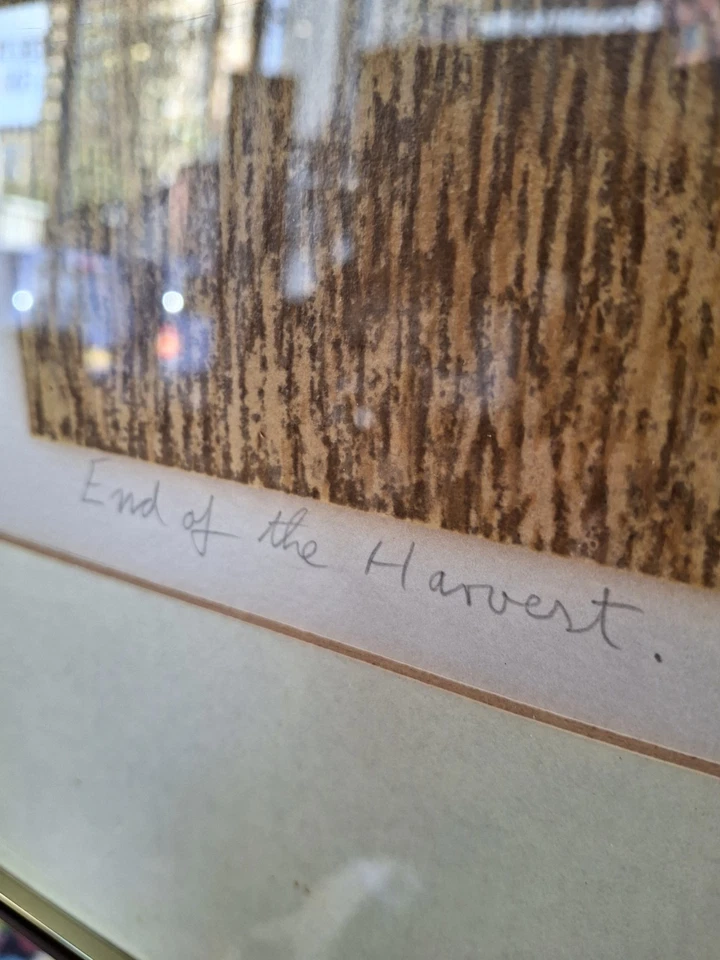 End of the Harvest.